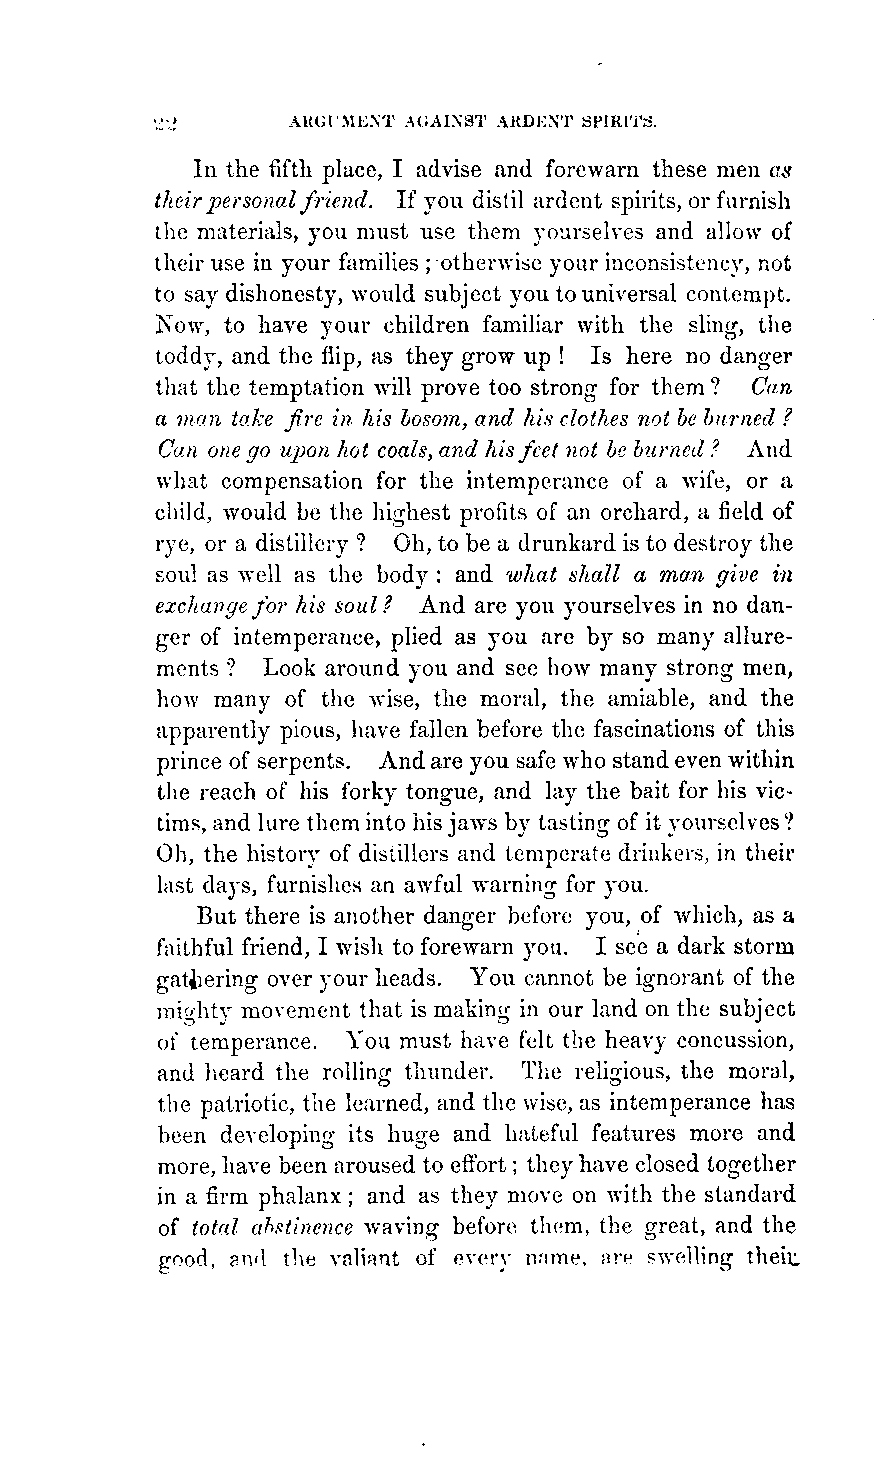 22 ARGUMENT AGAINST ARDENT SPIRITS.
In the fifth place, I advise and forewarn these men as
their personal friend. If you distil ardent spirits, or furnish
the materials, you must use them yourselves and allow of
their use in your families ; otherwise your inconsistency, not
to say dishonesty, would subject you to universal contempt.
Now, to have your children familiar with the sling, the
toddy, and the flip, as they grow up ! Is here no danger
that the temptation will prove too strong for them ? Can
a man take fire in his bosom, and his clothes not be burned ?
Can one go upon hot coals, and his feet not be burned ? And
what compensation for the intemperance of a wife, or a
child, would be the highest profits of an orchard, a field of
rye, or a distillery ? Oh, to be a drunkard is to destroy the
soul as well as the body : and what shall a man give in
exchange for his soul ? And are you yourselves in no dan-
ger of intemperance, plied as you are by so many allure-
ments ? Look around you and see how many strong men,
how many of the wise, the moral, the amiable, and the
apparently pious, have fallen before the fascinations of this
prince of serpents. And are you safe who stand even within
the reach of his forky tongue, and lay the bait for his vic-
tims, and lure them into his jaws by tasting of it yourselves ?
Oh, the history of distillers and temperate drinkers, in their
last days, furnishes an awful warning for you.
But there is another danger before you, of which, as a
faithful friend, I wish to forewarn you. I see a dark storm
gathering over your heads. You cannot be ignorant of the
mighty movement that is making in our land on the subject
of temperance. You must have felt the heavy concussion,
and heard the rolling thunder. The religious, the moral,
the patriotic, the learned, and the wise, as intemperance has
been developing its huge and hateful features more and
more, have been aroused to effort ; they have closed together
in a firm phalanx ; and as they move on with the standard
of total abstinence waving before them, the great, and the
good, and the valiant of every name, are swelling their